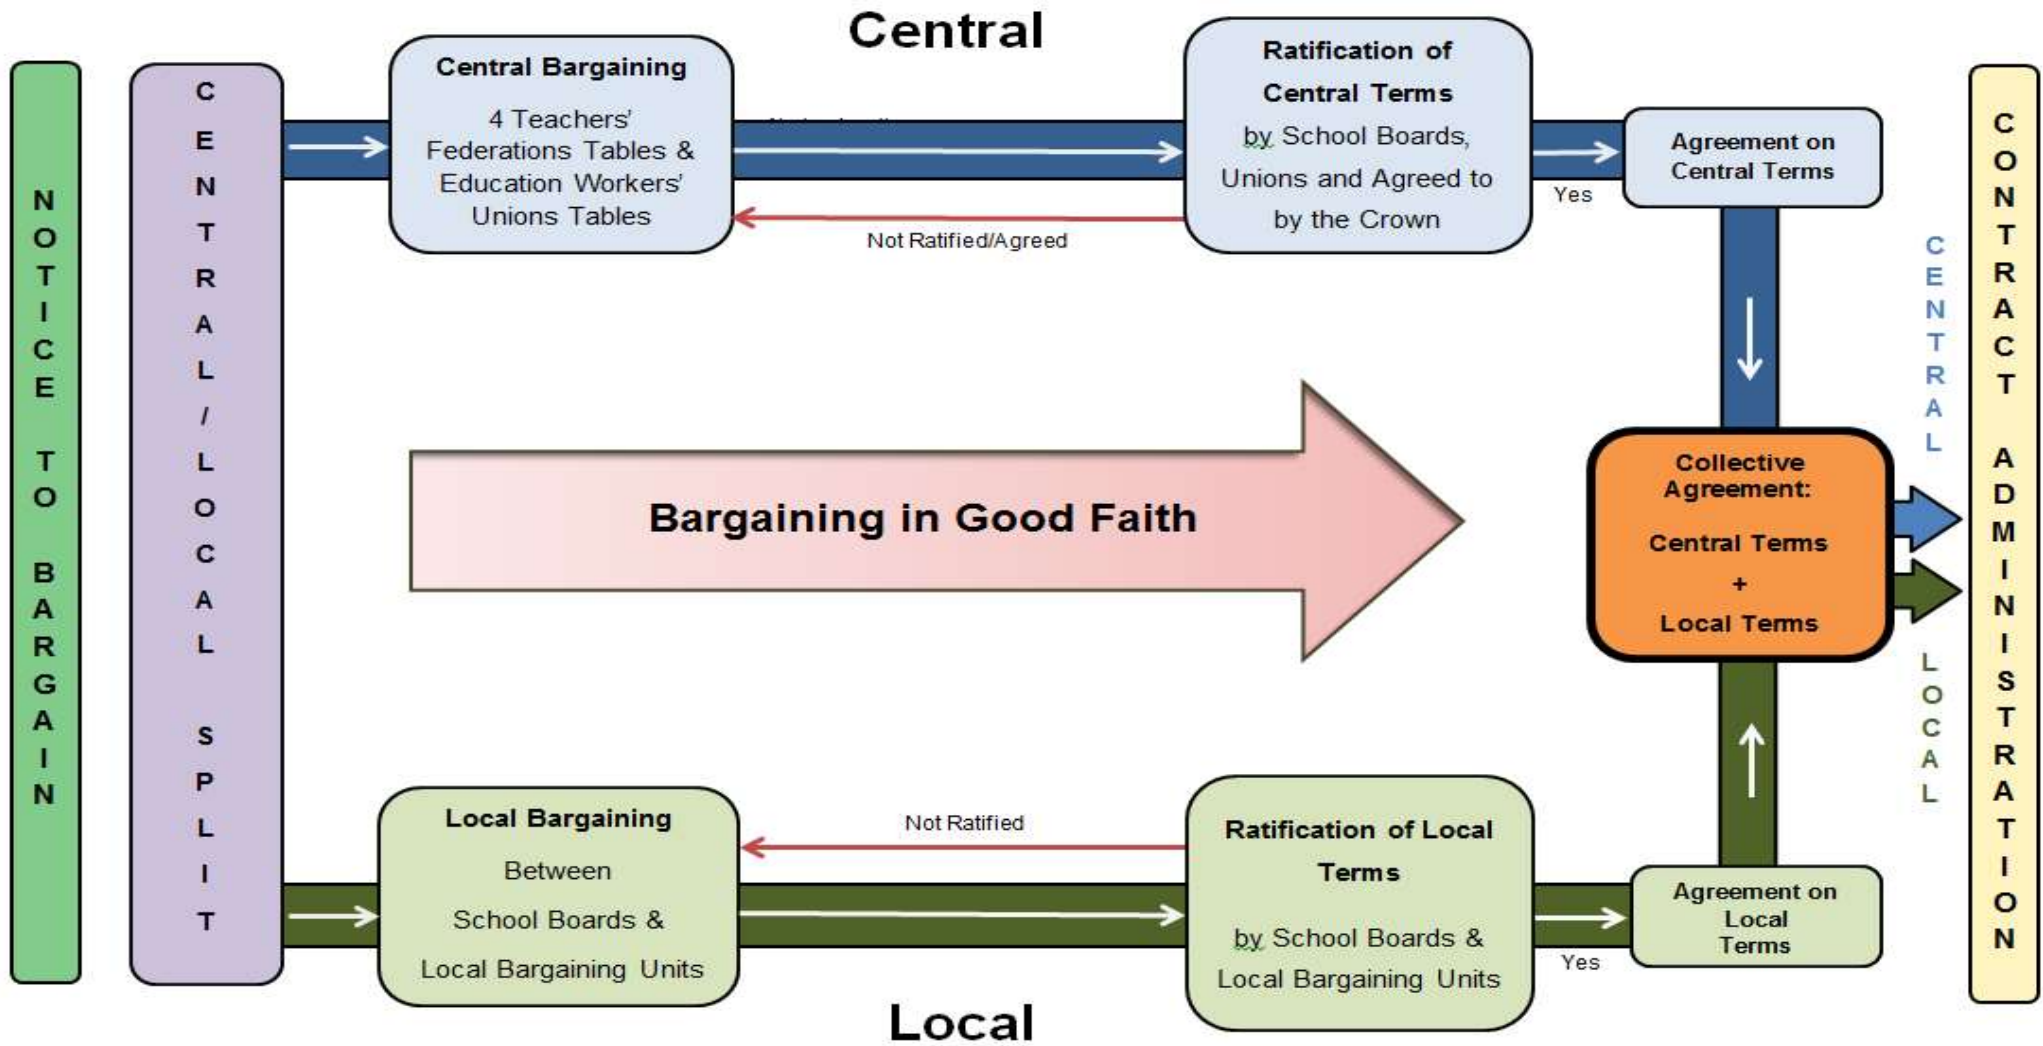 Central
NOTICE TO BARGAIN
CENTRAL/LOCAL SPLIT
Central Bargaining
4 Teachers'
Federations Tables &
Education Workers'
Unions Tables
Not Ratified/Agreed
Ratification of
Central Terms
by School Boards,
Unions and Agreed to
by the Crown
Yes
Agreement on
Central Terms
CENTRAL
Bargaining in Good Faith
Collective
Agreement:
Central Terms
+
Local Terms
LOCAL
CONTRACT ADMINISTRATION
Local Bargaining
Between
School Boards &
Local Bargaining Units
Not Ratified
Ratification of Local
Terms
by School Boards &
Local Bargaining Units
Yes
Agreement on
Local
Terms
Local